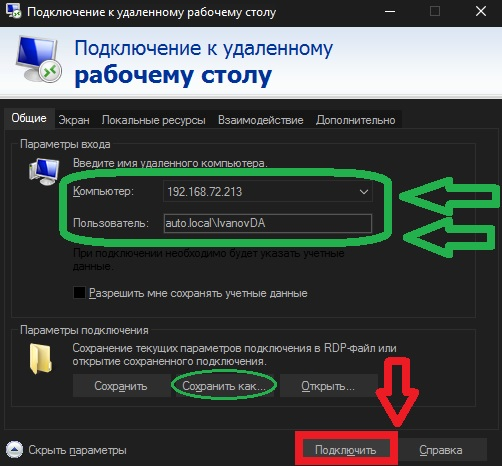 Подключение к удаленному рабочему столу
Подключение к удаленному
рабочему столу
Общие Экран Локальные ресурсы Взаимодействие Дополнительно
Параметры входа
Введите имя удаленного компьютера.
Компьютер: 192.168.72.213
Пользователь: auto.local\IvanovDA
При подключении необходимо будет указать учетные
данные.
Разрешить мне сохранять учетные данные
Параметры подключения
Сохранение текущих параметров подключения в RDP-файл или
открытие сохраненного подключения.
Сохранить Сохранить как... Открыть...
Скрыть параметры Подключить Справка